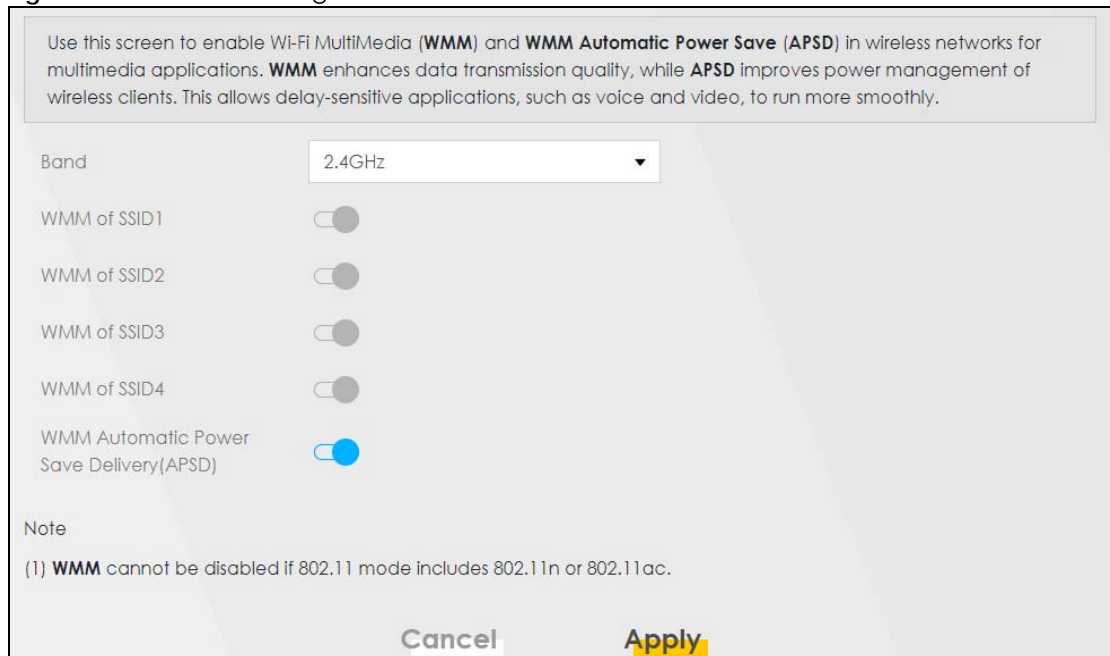 Use this screen to enable Wi-Fi MultiMedia (WMM) and WMM Automatic Power Save (APSD) in wireless networks for
multimedia applications. WMM enhances data transmission quality, while APSD improves power management of
wireless clients. This allows delay-sensitive applications, such as voice and video, to run more smoothly.
Band 2.4GHz
WMM of SSID1
WMM of SSID2
WMM of SSID3
WMM of SSID4
WMM Automatic Power
Save Delivery(APSD)
Note
(1) WMM cannot be disabled if 802.11 mode includes 802.11n or 802.11ac.
Cancel Apply